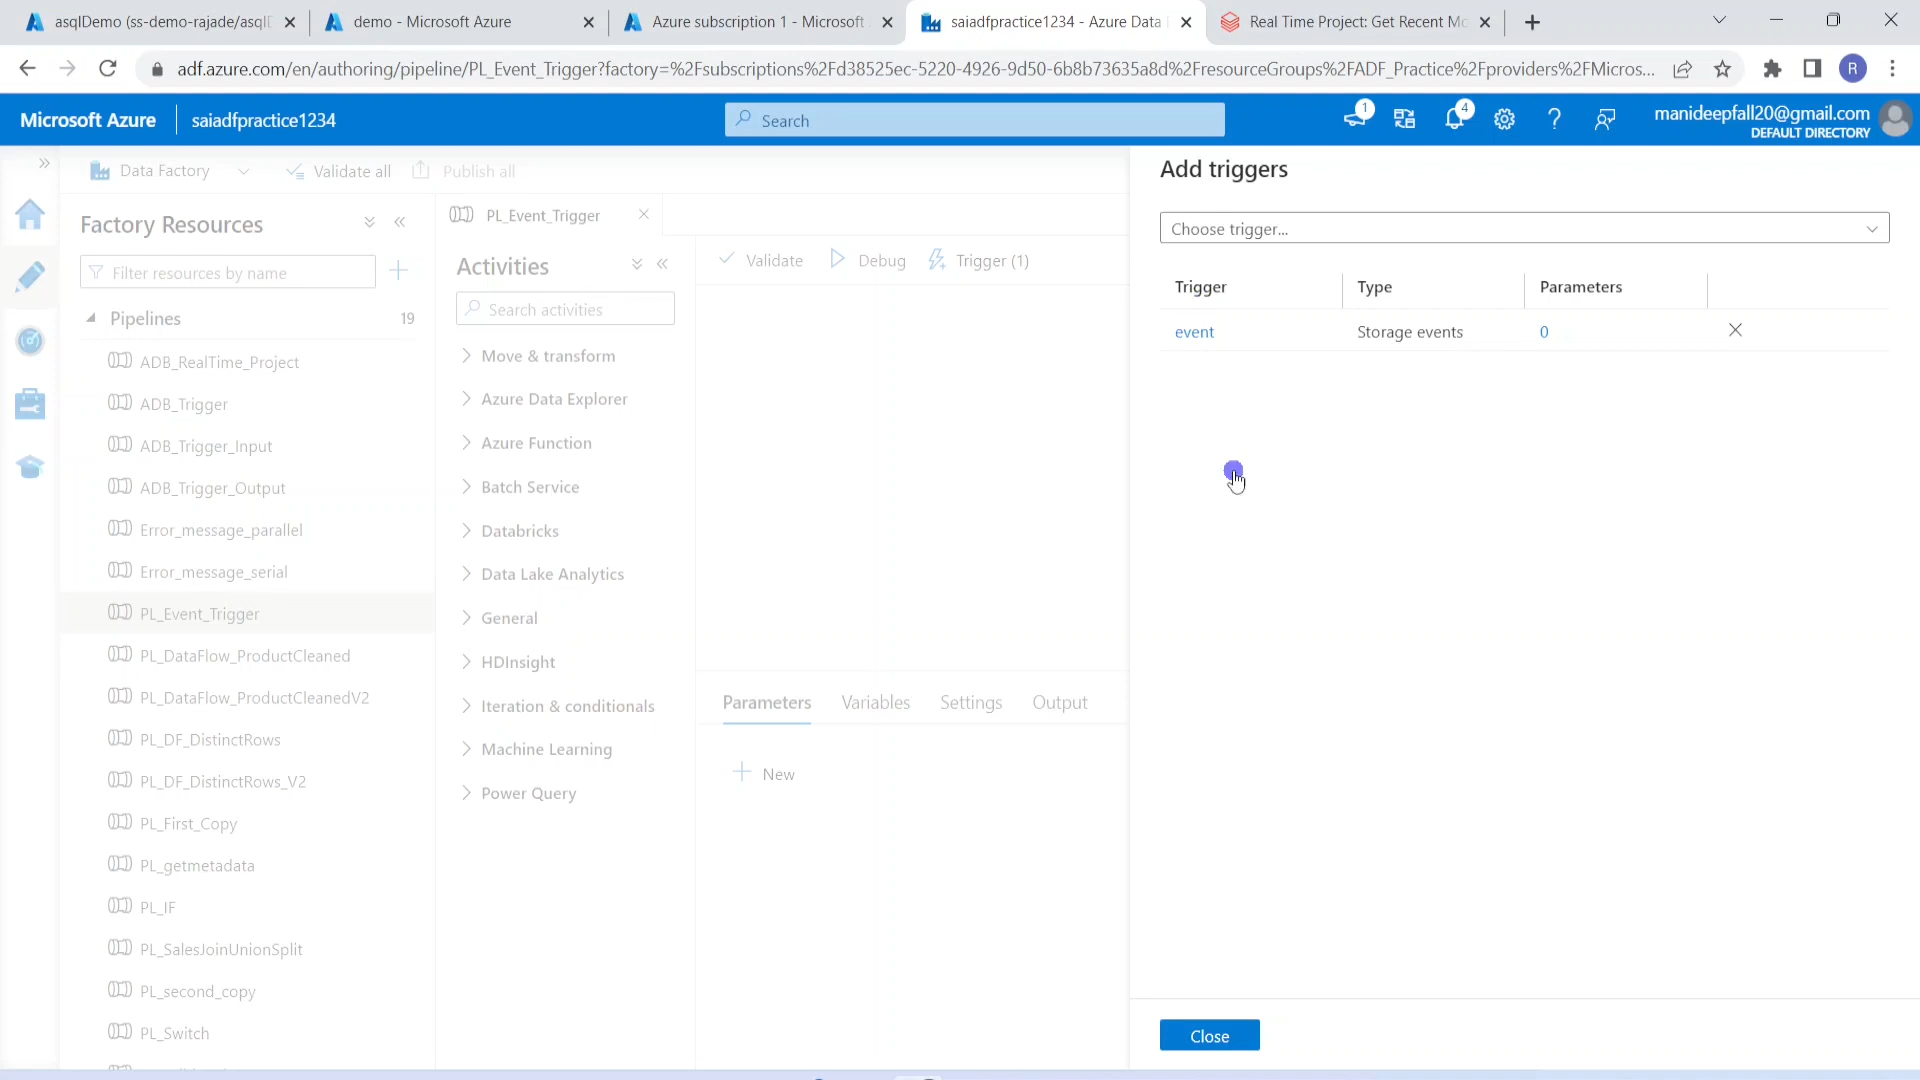 asqlDemo (ss-demo-rajade/asqlD
demo - Microsoft Azure
Azure subscription 1 - Microsoft
saiadfpractice1234 - Azure Data
Real Time Project: Get Recent Mo
adf.azure.com/en/authoring/pipeline/PL_Event_Trigger?factory=%2Fsubscriptions%2Fd38525ec-5220-4926-9d50-6b8b73635a8d%2FresourceGroups%2FADF_Practice%2Fproviders%2FMicros...
R
Microsoft Azure
saiadfpractice1234
Search
1
4
manideepfall20@gmail.com
DEFAULT DIRECTORY
Data Factory
Validate all
Publish all
Factory Resources
Filter resources by name
Pipelines
19
ADB_RealTime_Project
ADB_Trigger
ADB_Trigger_Input
ADB_Trigger_Output
Error_message_parallel
Error_message_serial
PL_Event_Trigger
PL_DataFlow_ProductCleaned
PL_DataFlow_ProductCleanedV2
PL_DF_DistinctRows
PL_DF_DistinctRows_V2
PL_First_Copy
PL_getmetadata
PL_IF
PL_SalesJoinUnionSplit
PL_second_copy
PL_Switch
PL_Event_Trigger
Activities
Search activities
Move & transform
Azure Data Explorer
Azure Function
Batch Service
Databricks
Data Lake Analytics
General
HDInsight
Iteration & conditionals
Machine Learning
Power Query
Validate
Debug
Trigger (1)
Parameters
Variables
Settings
Output
New
Add triggers
Choose trigger...
Trigger
Type
Parameters
event
Storage events
0
Close